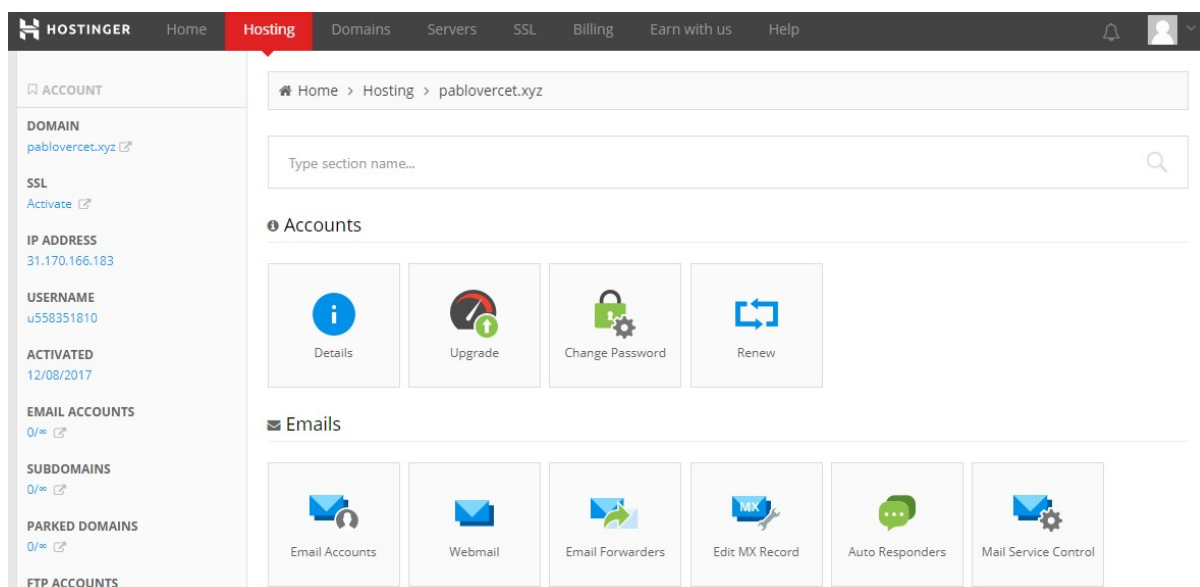 HOSTINGER Home Hosting Domains Servers SSL Billing Earn with us Help
ACCOUNT
DOMAIN
pablovercet.xyz
SSL
Activate
IP ADDRESS
31.170.166.183
USERNAME
u558351810
ACTIVATED
12/08/2017
EMAIL ACCOUNTS
0/∞
SUBDOMAINS
0/∞
PARKED DOMAINS
0/∞
FTP ACCOUNTS
Home > Hosting > pablovercet.xyz
Type section name...
Accounts
Details Upgrade Change Password Renew
Emails
MX
Email Accounts Webmail Email Forwarders Edit MX Record Auto Responders Mail Service Control